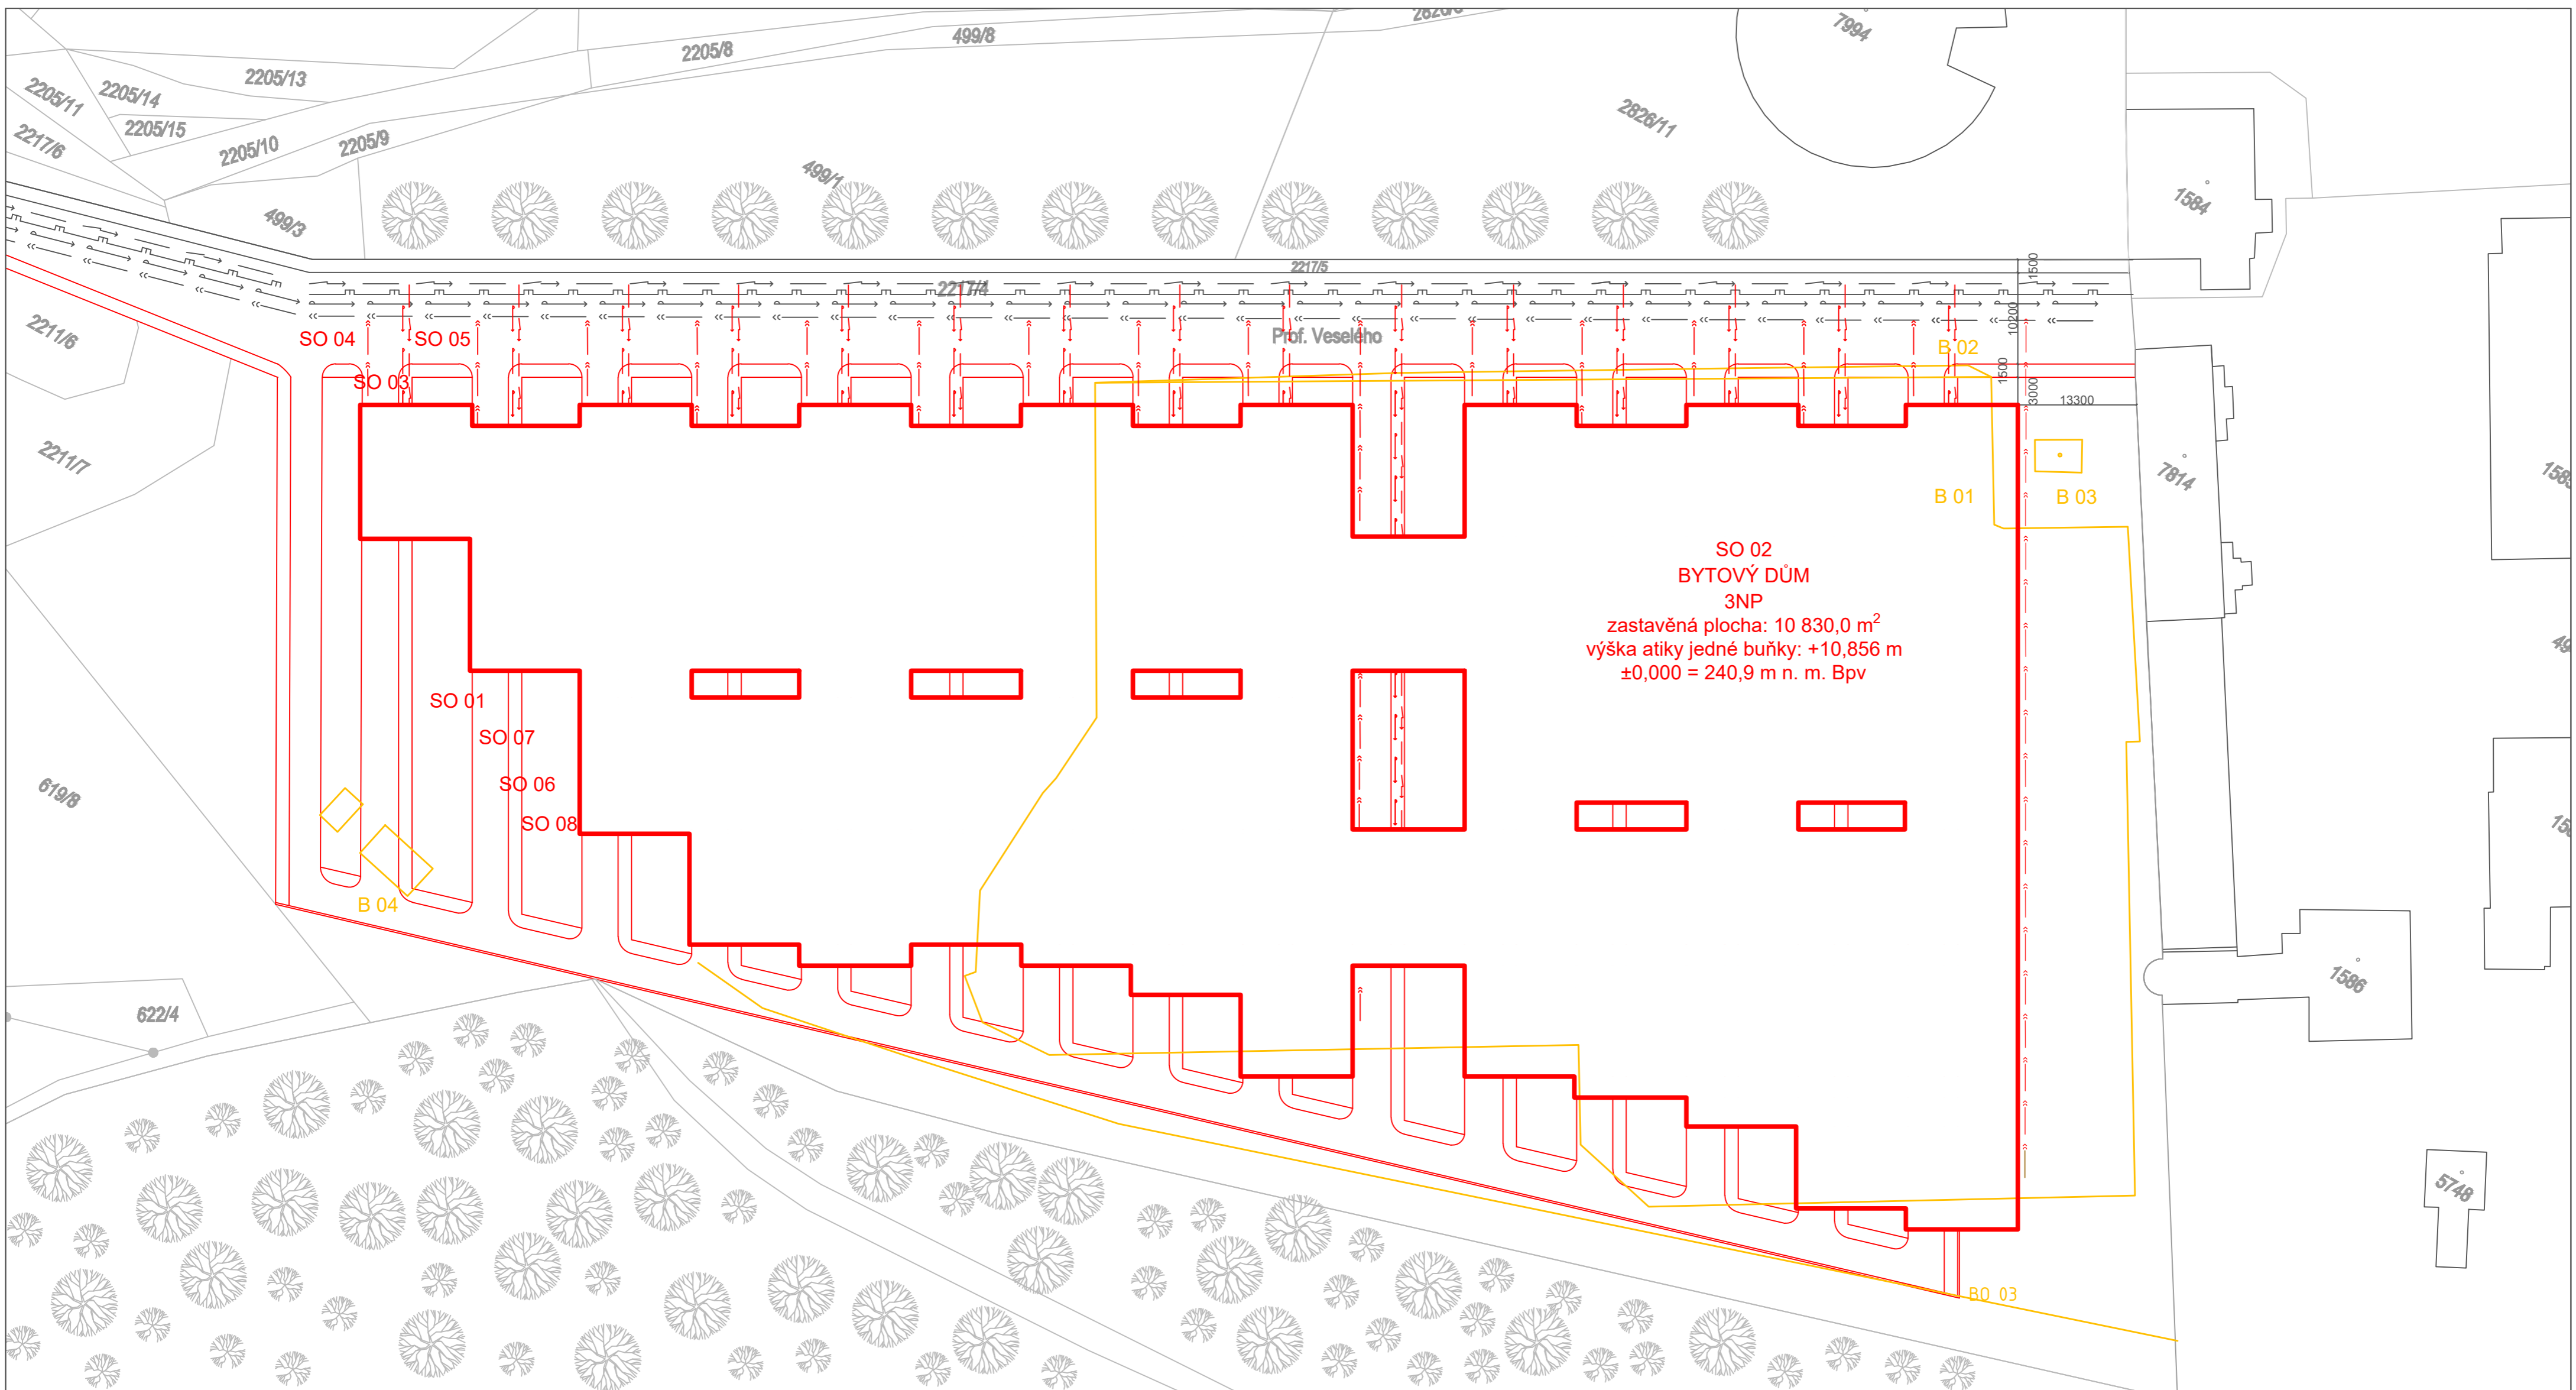 7994
499/8
2205/8
2205/13
2205/11
2205/14
2205/15
2217/6
2205/10
2205/9
2826/11
499/1
1584
499/3
2217/5
1500
2217/4
10200
2211/6
SO 04
SO 05
Prof. Veselého
B 02
1500
SO 03
3000
13300
2211/7
7814
B 01
B 03
SO 02
BYTOVÝ DŮM
3NP
zastavěná plocha: 10 830,0 m²
výška atiky jedné buňky: +10,856 m
±0,000 = 240,9 m n. m. Bpv
SO 01
SO 07
SO 06
619/8
SO 08
B 04
1586
622/4
5748
BO 03